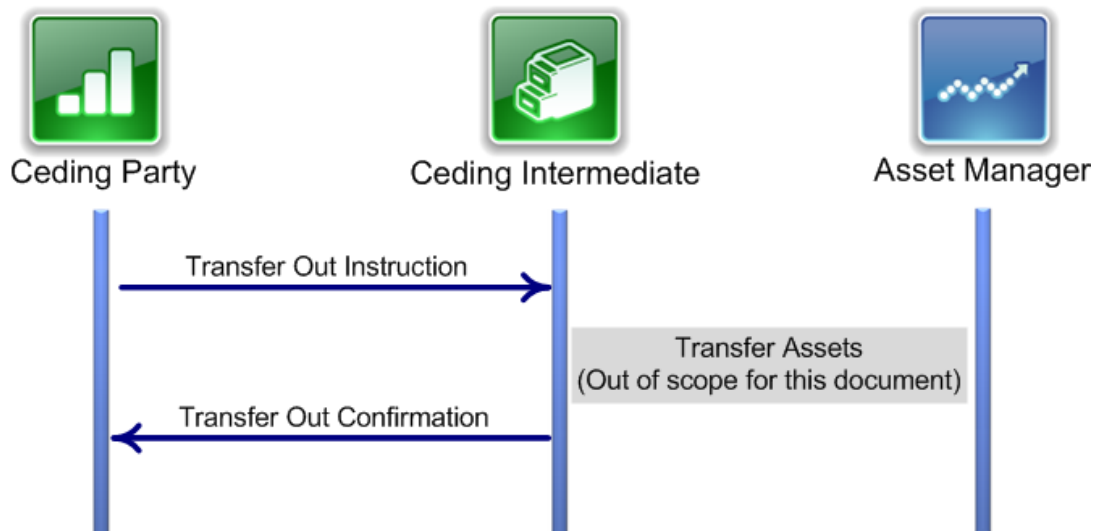 Ceding Party
Ceding Intermediate
Asset Manager
Transfer Out Instruction
Transfer Assets
(Out of scope for this document)
Transfer Out Confirmation